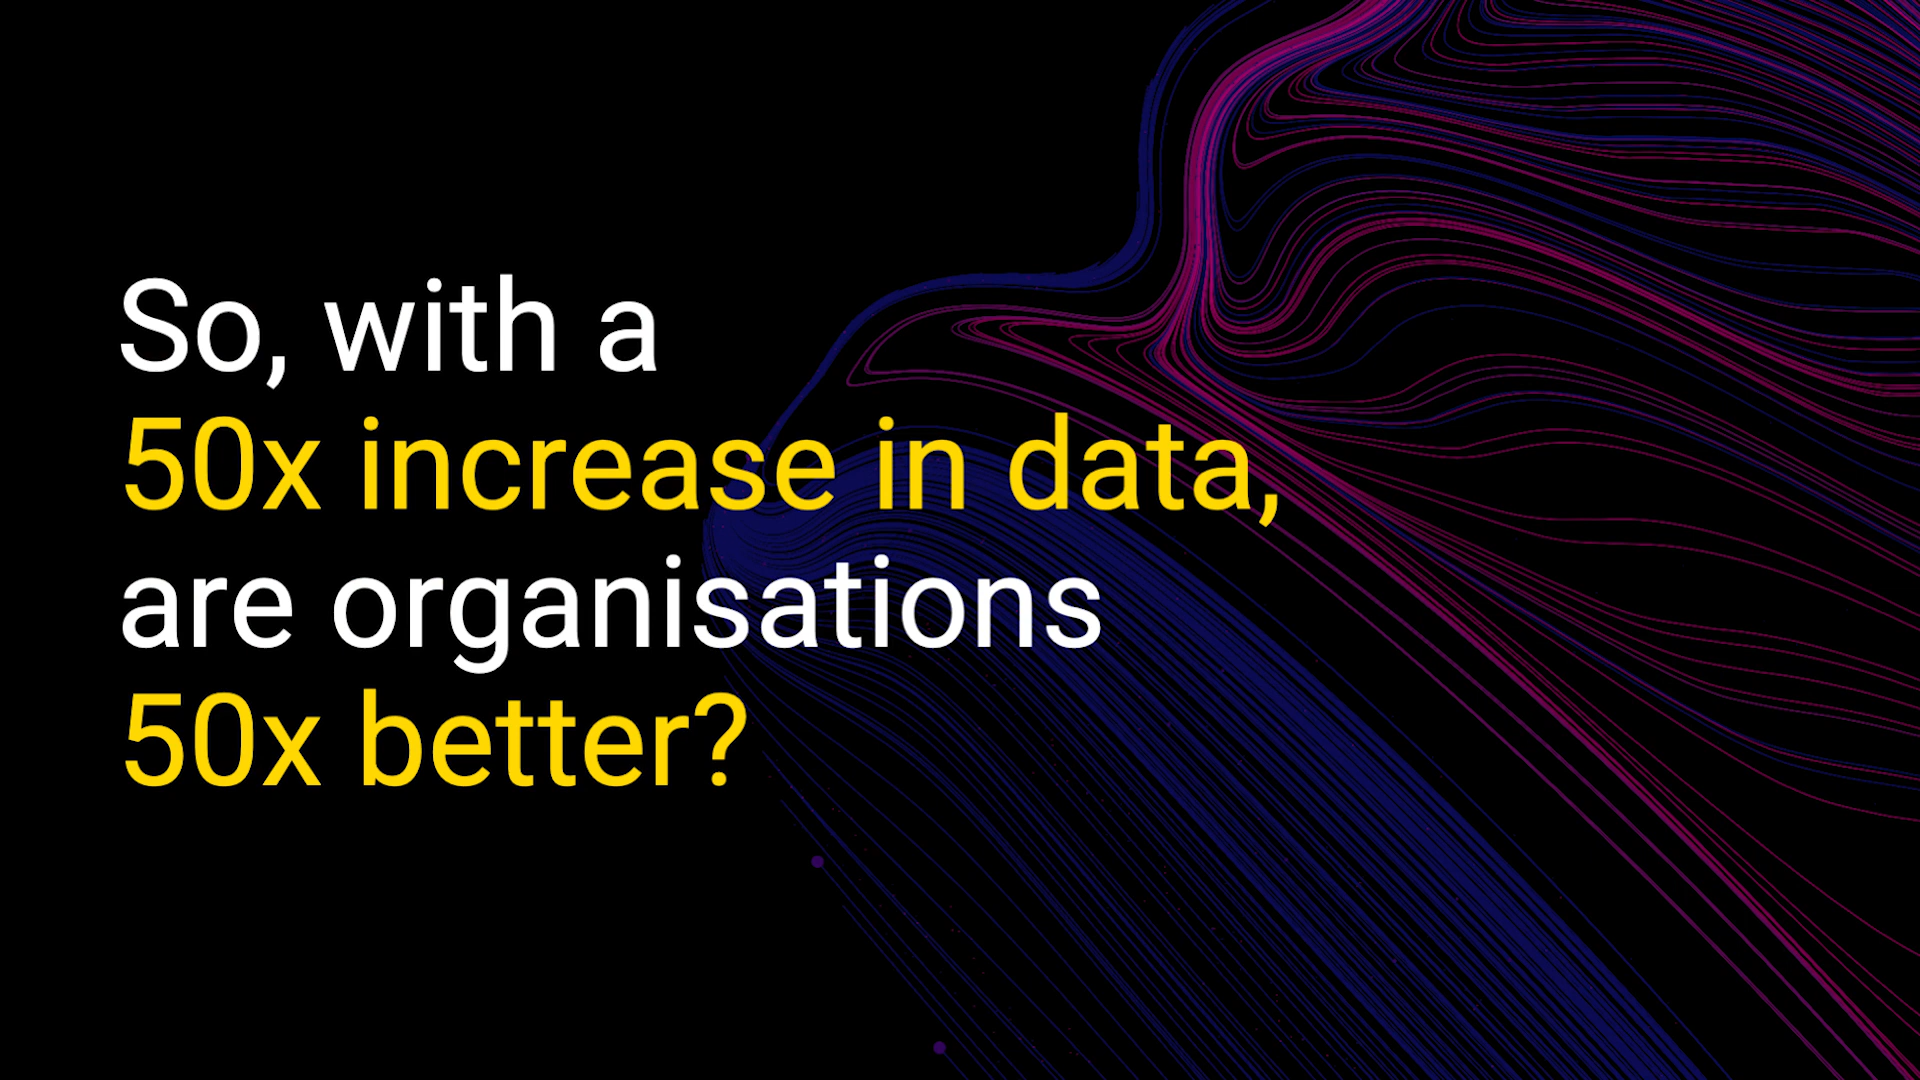 So, with a
50x increase in data,
are organisations
50x better?